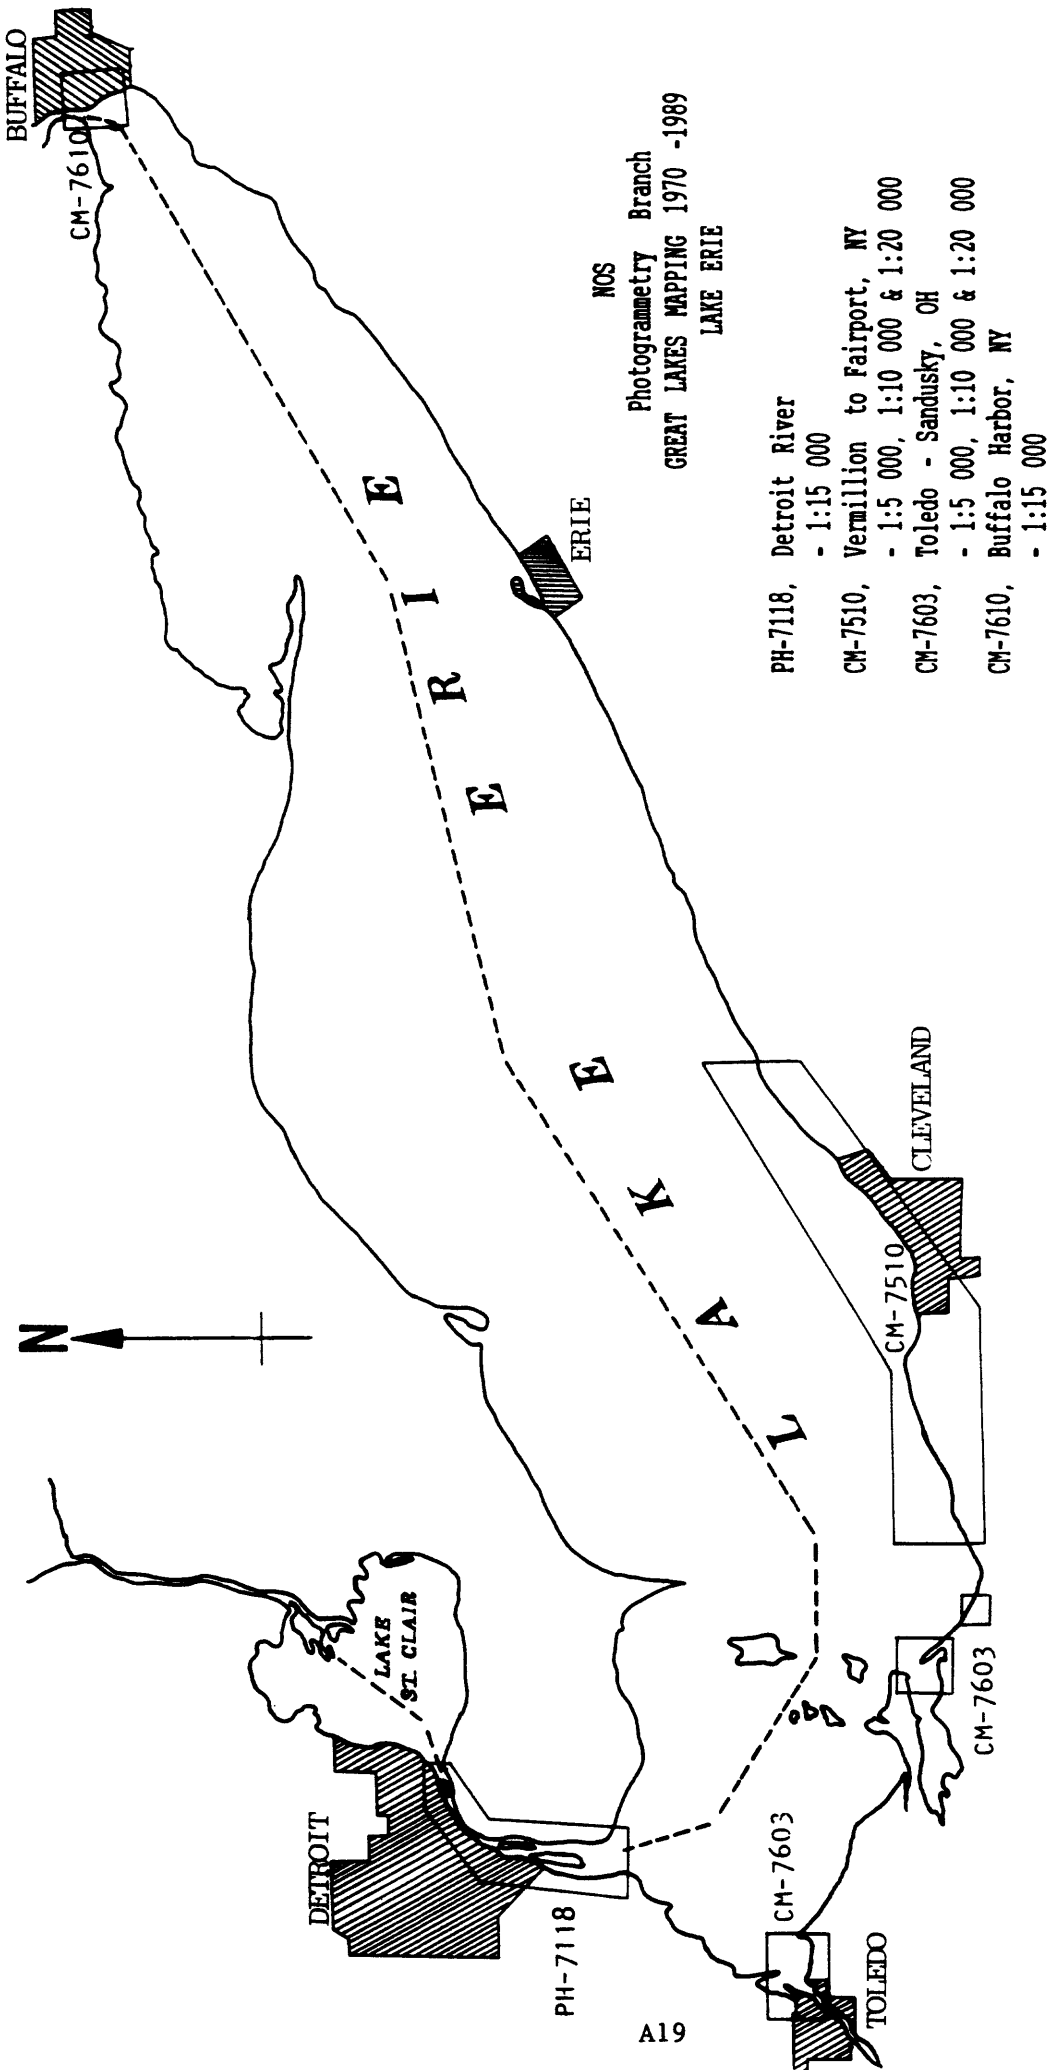 N
BUFFALO
CM-7610
DETROIT
LAKE
ST. CLAIR
PH-7118
LAKE ERIE
ERIE
CM-7603
TOLEDO
CM-7603
CM-7510
CLEVELAND
NOS
Photogrammetry Branch
GREAT LAKES MAPPING 1970 -1989
LAKE ERIE
PH-7118, Detroit River
- 1:15 000
CM-7510, Vermillion to Fairport, NY
- 1:5 000, 1:10 000 & 1:20 000
CM-7603, Toledo - Sandusky, OH
- 1:5 000, 1:10 000 & 1:20 000
CM-7610, Buffalo Harbor, NY
- 1:15 000
A19